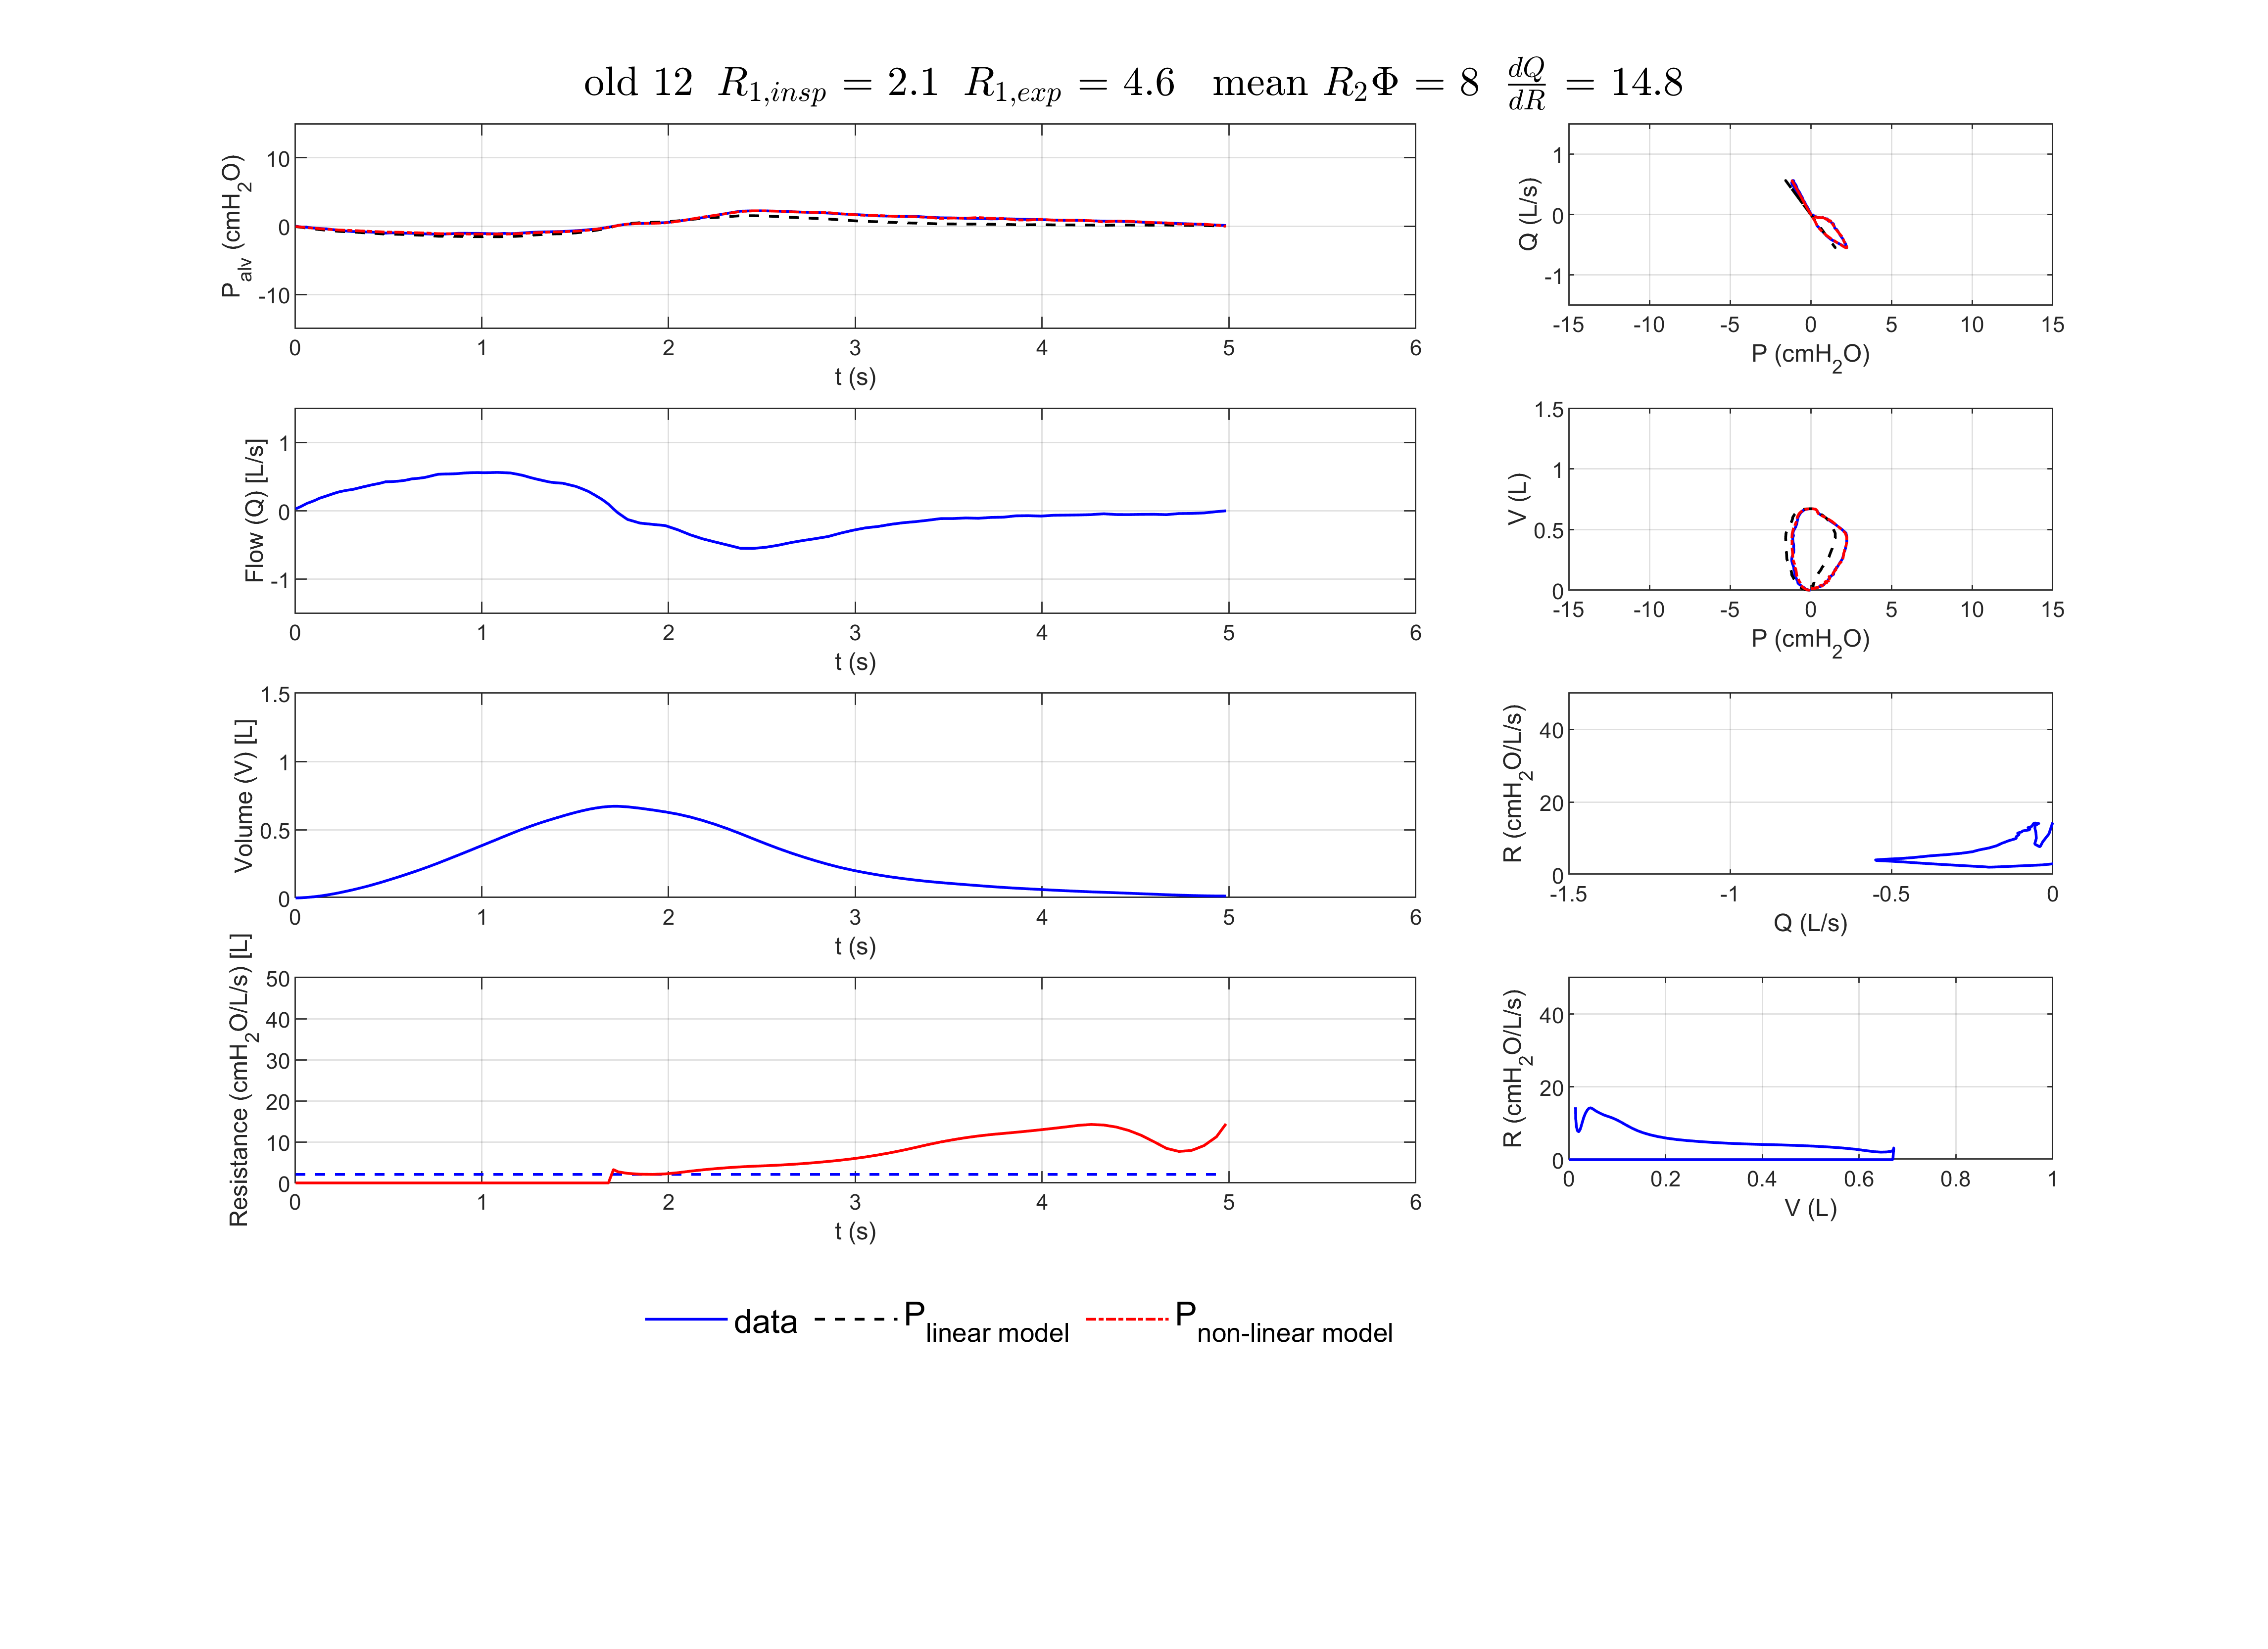 old 12 R1,insp = 2.1 R1,exp = 4.6 mean R2Φ = 8 dQ/dR = 14.8
Palv (cmH2O)
10
0
-10
0 1 2 3 4 5 6
t (s)
Q (L/s)
1
0
-1
-15 -10 -5 0 5 10 15
P (cmH2O)
Flow (Q) [L/s]
1
0
-1
0 1 2 3 4 5 6
t (s)
V (L)
1.5
1
0.5
0
-15 -10 -5 0 5 10 15
P (cmH2O)
Volume (V) [L]
1.5
1
0.5
0
0 1 2 3 4 5 6
t (s)
R (cmH2O/L/s)
40
20
0
-1.5 -1 -0.5 0
Q (L/s)
Resistance (cmH2O/L/s) [L]
50
40
30
20
10
0
0 1 2 3 4 5 6
t (s)
R (cmH2O/L/s)
40
20
0
0 0.2 0.4 0.6 0.8 1
V (L)
data Plinear model Pnon-linear model